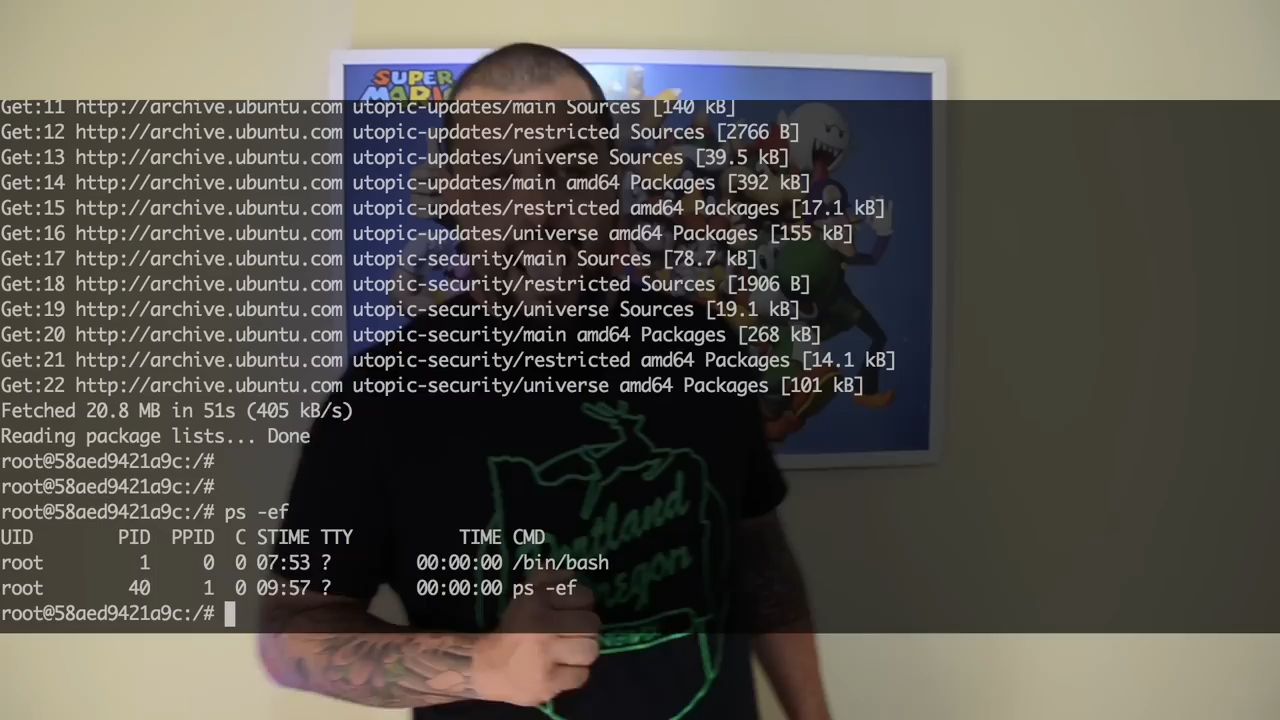 SUPER
MARIO
Get:11 http://archive.ubuntu.com utopic-updates/main Sources [140 kB]
Get:12 http://archive.ubuntu.com utopic-updates/restricted Sources [2766 B]
Get:13 http://archive.ubuntu.com utopic-updates/universe Sources [39.5 kB]
Get:14 http://archive.ubuntu.com utopic-updates/main amd64 Packages [392 kB]
Get:15 http://archive.ubuntu.com utopic-updates/restricted amd64 Packages [17.1 kB]
Get:16 http://archive.ubuntu.com utopic-updates/universe amd64 Packages [155 kB]
Get:17 http://archive.ubuntu.com utopic-security/main Sources [78.7 kB]
Get:18 http://archive.ubuntu.com utopic-security/restricted Sources [1906 B]
Get:19 http://archive.ubuntu.com utopic-security/universe Sources [19.1 kB]
Get:20 http://archive.ubuntu.com utopic-security/main amd64 Packages [268 kB]
Get:21 http://archive.ubuntu.com utopic-security/restricted amd64 Packages [14.1 kB]
Get:22 http://archive.ubuntu.com utopic-security/universe amd64 Packages [101 kB]
Fetched 20.8 MB in 51s (405 kB/s)
Reading package lists... Done
root@58aed9421a9c:/#
root@58aed9421a9c:/#
root@58aed9421a9c:/# ps -ef
UID PID PPID C STIME TTY TIME CMD
root 1 0 0 07:53 ? 00:00:00 /bin/bash
root 40 1 0 09:57 ? 00:00:00 ps -ef
root@58aed9421a9c:/#
Portland
Oregon